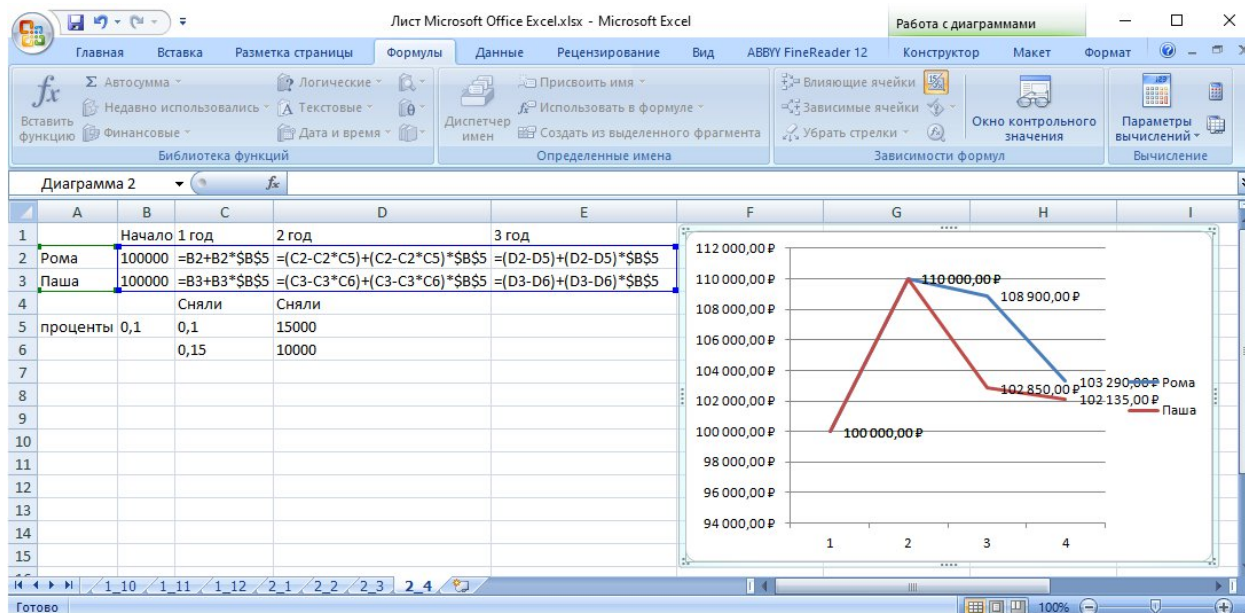 Лист Microsoft Office Excel.xlsx - Microsoft Excel
Работа с диаграммами
Главная Вставка Разметка страницы Формулы Данные Рецензирование Вид ABBYY FineReader 12 Конструктор Макет Формат
Вставить функцию
Σ Автосумма
Недавно использовались
Финансовые
Логические
Текстовые
Дата и время
Библиотека функций
Диспетчер имен
Присвоить имя
Использовать в формуле
Создать из выделенного фрагмента
Определенные имена
Влияющие ячейки
Зависимые ячейки
Убрать стрелки
Зависимости формул
Окно контрольного значения
Параметры вычислений
Вычисление
Диаграмма 2 fx
A B C D E F G H I
1 Начало 1 год 2 год 3 год
2 Рома 100000 =B2+B2*$B$5 =(C2-C2*C5)+(C2-C2*C5)*$B$5 =(D2-D5)+(D2-D5)*$B$5
3 Паша 100000 =B3+B3*$B$5 =(C3-C3*C6)+(C3-C3*C6)*$B$5 =(D3-D6)+(D3-D6)*$B$5
4 Сняли Сняли
5 проценты 0,1 0,1 15000
6 0,15 10000
7
8
9
10
11
12
13
14
15
112 000,00 ₽
110 000,00 ₽
108 000,00 ₽
106 000,00 ₽
104 000,00 ₽
102 000,00 ₽
100 000,00 ₽
98 000,00 ₽
96 000,00 ₽
94 000,00 ₽
1 2 3 4
110 000,00 ₽
108 900,00 ₽
103 290,00 ₽
102 850,00 ₽
102 135,00 ₽
100 000,00 ₽
Рома
Паша
1_10 1_11 1_12 2_1 2_2 2_3 2_4
Готово 100%